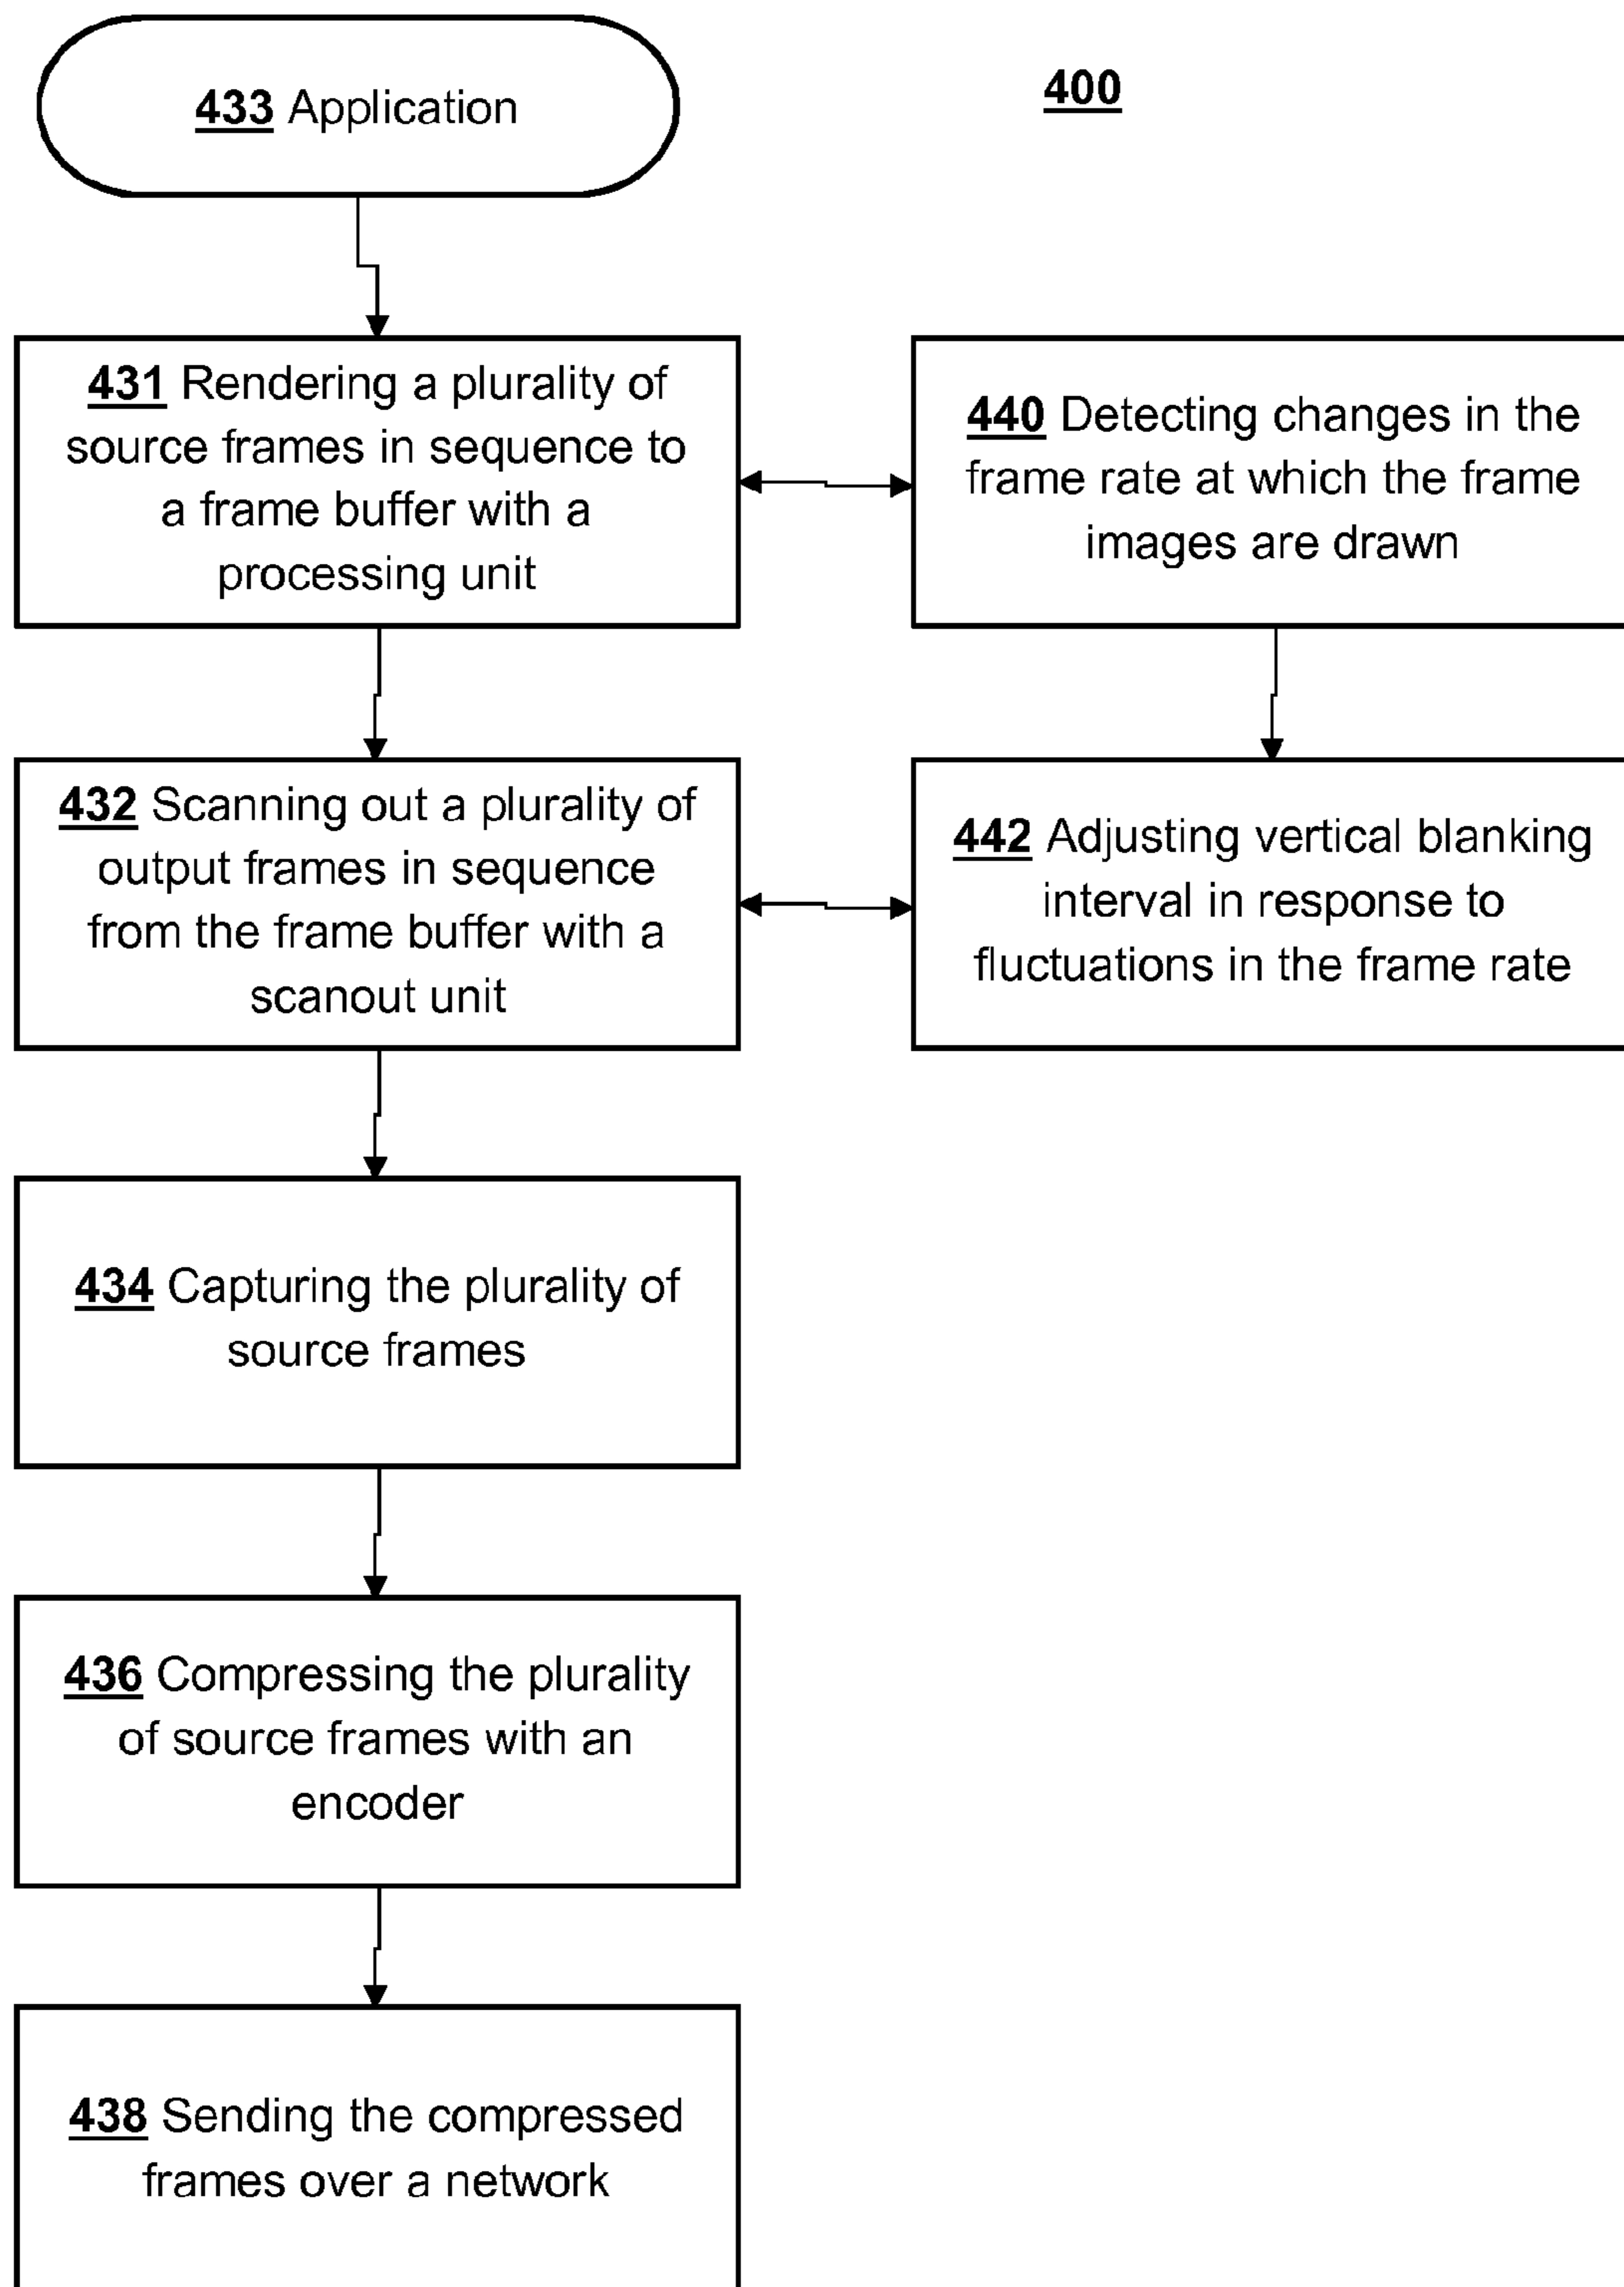 433 Application
400
431 Rendering a plurality of
source frames in sequence to
a frame buffer with a
processing unit
440 Detecting changes in the
frame rate at which the frame
images are drawn
432 Scanning out a plurality of
output frames in sequence
from the frame buffer with a
scanout unit
442 Adjusting vertical blanking
interval in response to
fluctuations in the frame rate
434 Capturing the plurality of
source frames
436 Compressing the plurality
of source frames with an
encoder
438 Sending the compressed
frames over a network